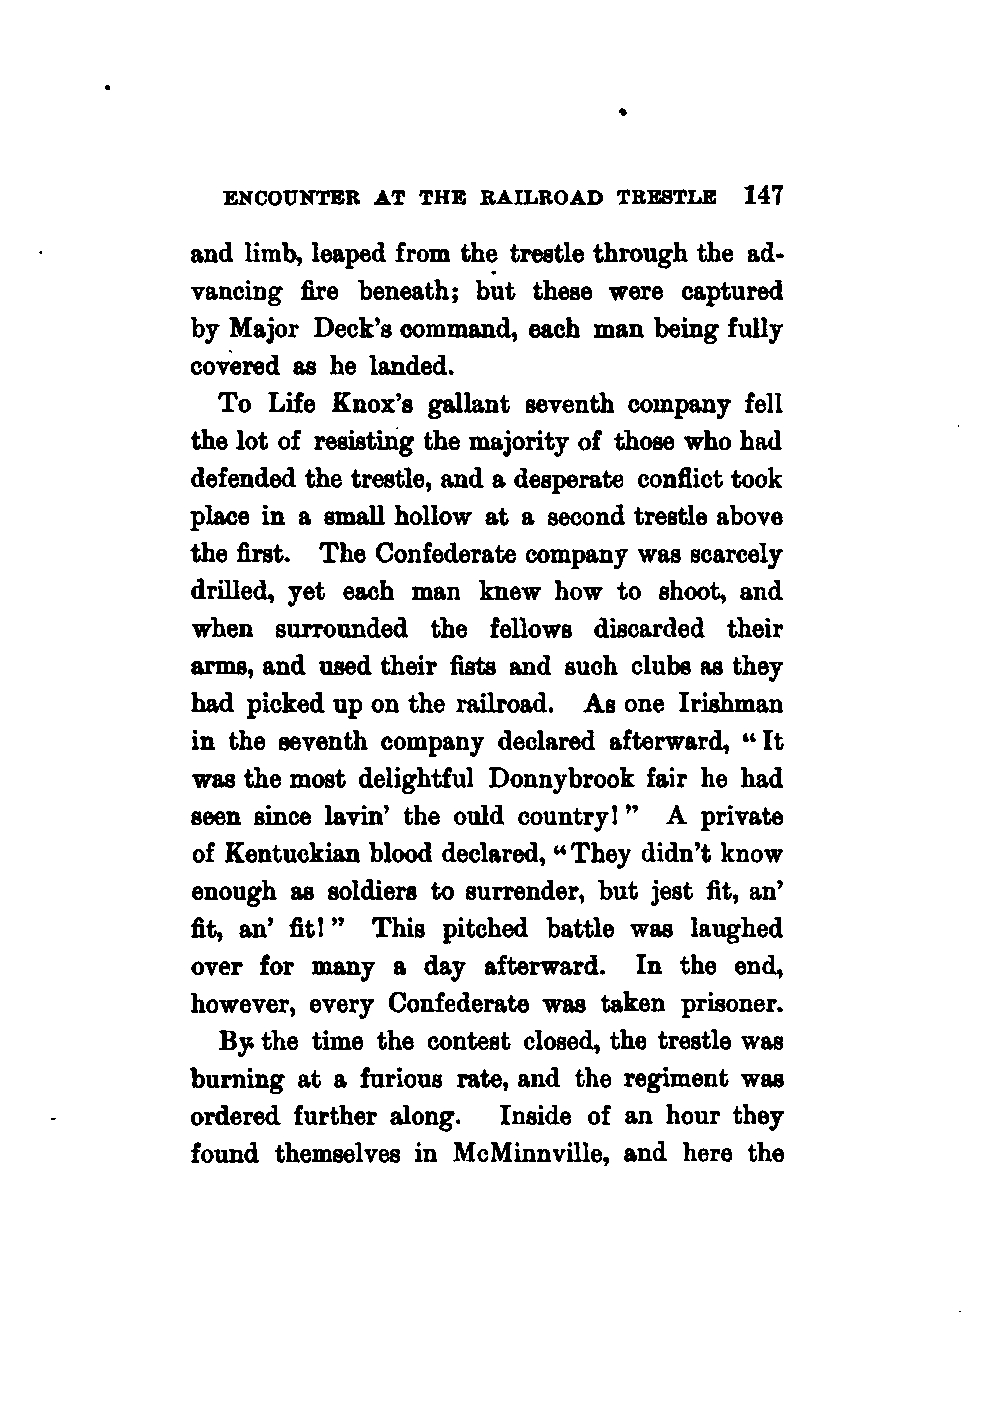 ENCOUNTER AT THE RAILROAD TRESTLE 147
and limb, leaped from the trestle through the ad-
vancing fire beneath; but these were captured
by Major Deck's command, each man being fully
covered as he landed.
To Life Knox's gallant seventh company fell
the lot of resisting the majority of those who had
defended the trestle, and a desperate conflict took
place in a small hollow at a second trestle above
the first. The Confederate company was scarcely
drilled, yet each man knew how to shoot, and
when surrounded the fellows discarded their
arms, and used their fists and such clubs as they
had picked up on the railroad. As one Irishman
in the seventh company declared afterward, "It
was the most delightful Donnybrook fair he had
seen since lavin' the ould country!" A private
of Kentuckian blood declared, "They didn't know
enough as soldiers to surrender, but jest fit, an'
fit, an' fit!" This pitched battle was laughed
over for many a day afterward. In the end,
however, every Confederate was taken prisoner.
By the time the contest closed, the trestle was
burning at a furious rate, and the regiment was
ordered further along. Inside of an hour they
found themselves in McMinnville, and here the